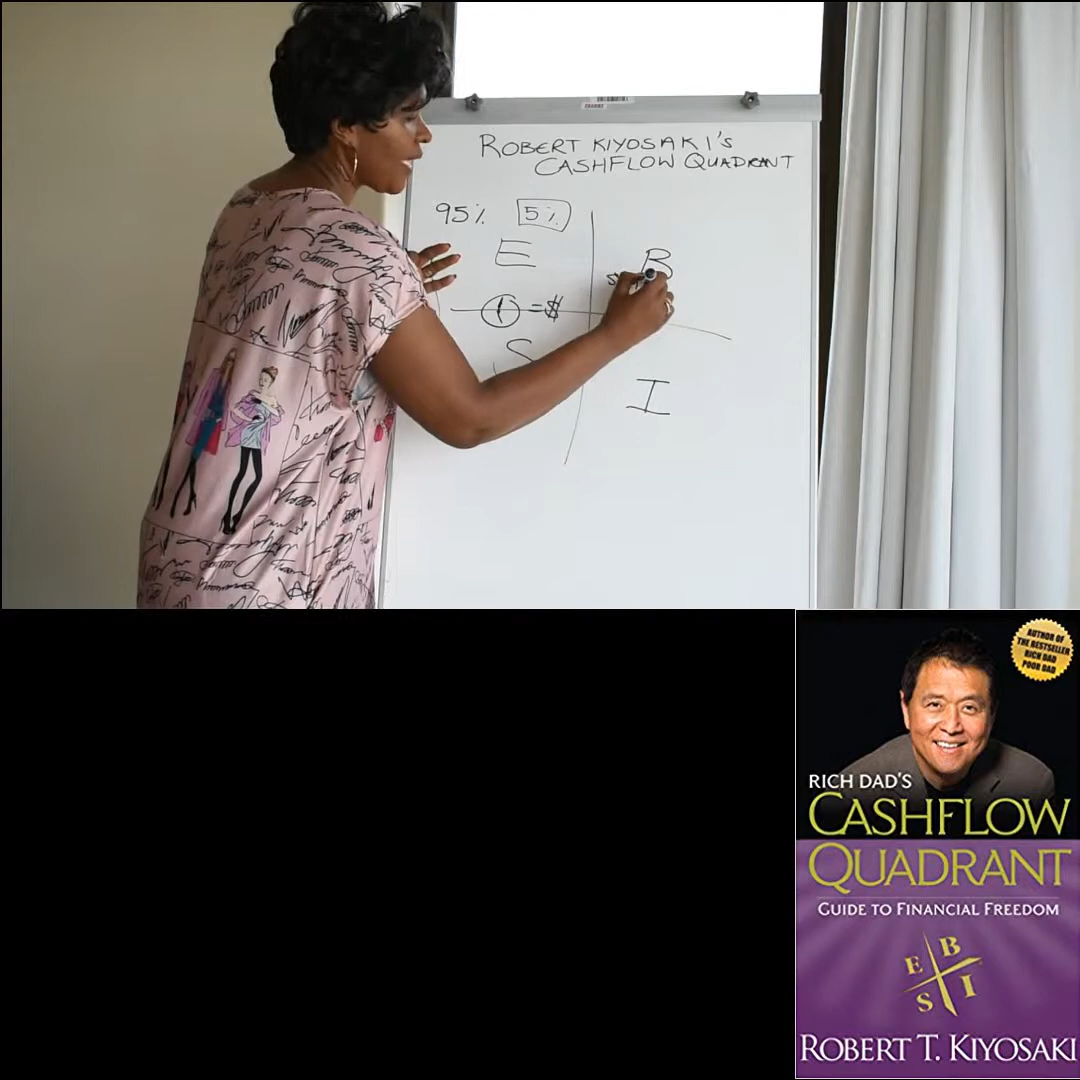 ROBERT KIYOSAKI'S
CASHFLOW QUADRANT
95% 5%
E
B
=$
S
I
AUTHOR OF
THE BESTSELLER
RICH DAD
POOR DAD
RICH DAD'S
CASHFLOW
QUADRANT
GUIDE TO FINANCIAL FREEDOM
E B
S I
ROBERT T. KIYOSAKI